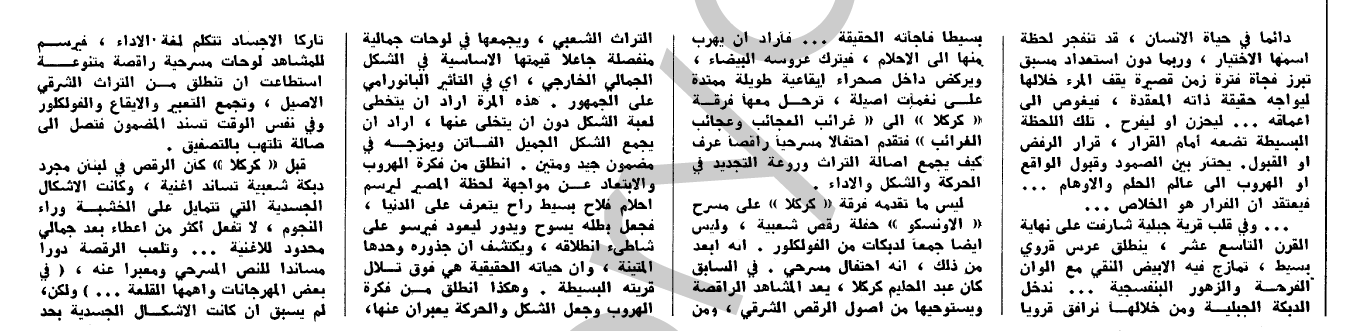 دائما في حياة الانسان ، قد تنفجر لحظة
اسمها الاختبار ، وربما دون استعداد مسبق
تبرز فجأة فترة زمن قصيرة يقف المرء خلالها
ليواجه حقيقة ذاته المعقدة ، فيغوص الى
اعماقه ... ليحزن او ليفرح . تلك اللحظة
البسيطة تضعه أمام القرار ، قرار الرفض
او القبول. يحتار بين الصمود وقبول الواقع
او الهروب الى عالم الحلم والاوهام ...
فيعتقد ان الفرار هو الخلاص ...
... وفي قلب قرية جبلية شارفت على نهاية
القرن التاسع عشر ، ينطلق عرس قروي
بسيط ، تمازج فيه الابيض النقي مع الوان
الفرحة والزهور البنفسجية ... ندخل
الدبكة الجبلية ومن خلالها نرافق قرويا
بسيطا فاجأته الحقيقة ... فأراد ان يهرب
منها الى الاحلام ، فيترك عروسه البيضاء ،
ويركض داخل صحراء ايقاعية طويلة ممتدة
علـــى نغمات اصيلة ، ترحـــل معها فرقـــة
« كركلا » الى « غرائب العجائب وعجائب
الغرائب » فتقدم احتفالا مسرحيا راقصا عرف
كيف يجمع اصالة التراث وروعة التجديد في
الحركة والشكل والاداء .
ليس ما تقدمه فرقة « كركلا » على مسرح
« الاونسكو » حفلة رقص شعبية ، وليس
ايضا جمعا لدبكات من الفولكلور . انه ابعد
من ذلك ، انه احتفال مسرحي . في السابق
كان عبد الحليم كركلا ، يعد المشاهد الراقصة
ويستوحيها من اصول الرقص الشرقي ، ومن
التراث الشعبي ، ويجمعها في لوحات جمالية
منفصلة جاعلا قيمتها الاساسية في الشكل
الجمالي الخارجي ، اي في التأثير البانورامي
على الجمهور . هذه المرة اراد ان يتخطى
لعبة الشكل دون ان يتخلى عنها ، اراد ان
يجمع الشكل الجميل الفـــاتن ويمزجـــه في
مضمون جيد ومتين . انطلق من فكرة الهروب
والابتعاد عـــن مواجهة لحظة المصير ليرسم
احلام فلاح بسيط راح يتعرف على الدنيا ،
فجعل بطله يسوح ويدور ليعود فيرسو على
شاطىء انطلاقه ، ويكتشف ان جذوره وحدها
المتينة ، وان حياته الحقيقية هي فوق تـــلال
قريته البسيطة . وهكذا انطلق مـــن فكرة
الهروب وجعل الشكل والحركة يعبران عنها،
تاركا الاجساد تتكلم لغة الاداء ، فيرســـم
للمشاهد لوحات مسرحية راقصة متنوعـــة
استطاعت ان تنطلق مـــن التراث الشرقي
الاصيل ، وتجمع التعبير والايقاع والفولكلور
وفي نفس الوقت تسند المضمون فتصل الى
صالة تلتهب بالتصفيق .
قبل « كركلا » كان الرقص في لبنان مجرد
دبكة شعبية تساند اغنية ، وكانت الاشكال
الجسدية التي تتمايل على الخشبـــة وراء
النجوم ، لا تفعل أكثر من اعطاء بعد جمالي
محدود للاغنية ... وتلعب الرقصة دورا
مساندا للنص المسرحي ومعبرا عنه ، ( في
بعض المهرجانات واهمها القلعة ... ) ولكن،
لم يسبق ان كانت الاشكـــال الجسدية بحد